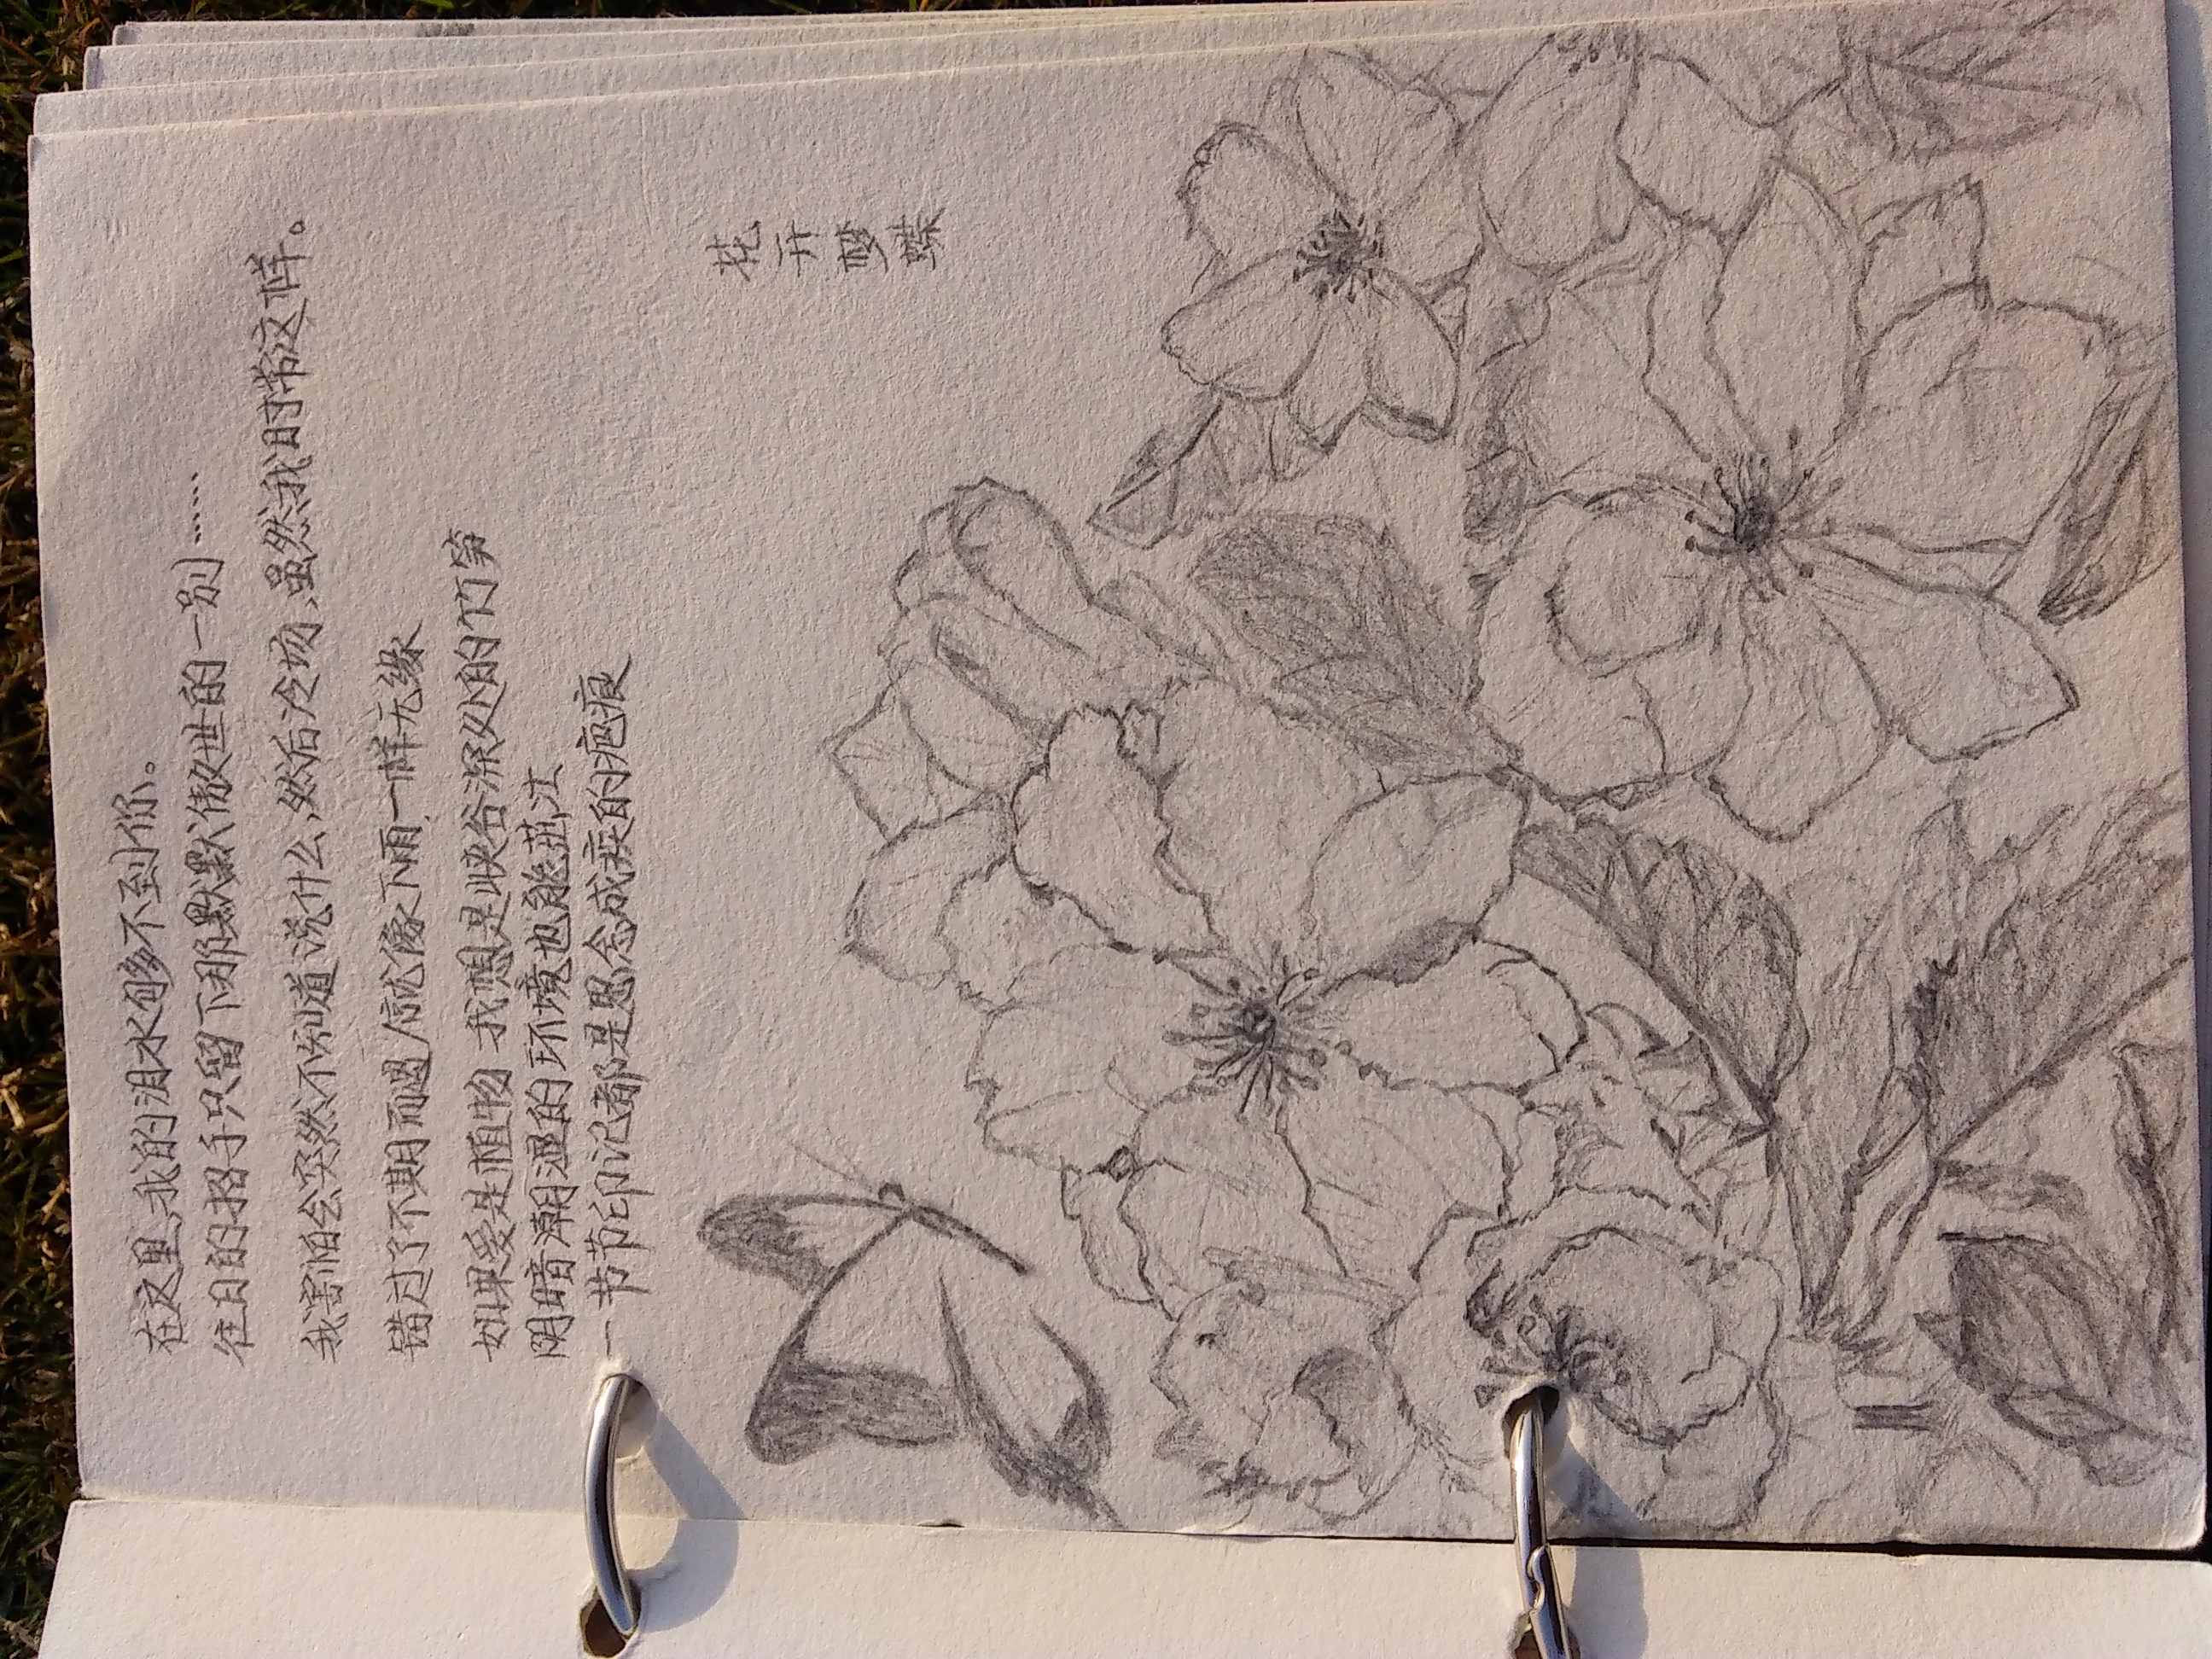 在这里，我的泪水够不到你。
往日的招手只留下那默默傲世的一别……
我害怕会突然不知道说什么，然后冷场，虽然我时常这样。
错过了不期而遇/就像下雨一样无缘
如果爱是植物 我想是峡谷深处的竹笋
阴暗潮湿的环境也能茁壮
一节节印记都是思念成疾的疤痕
花开梦蝶